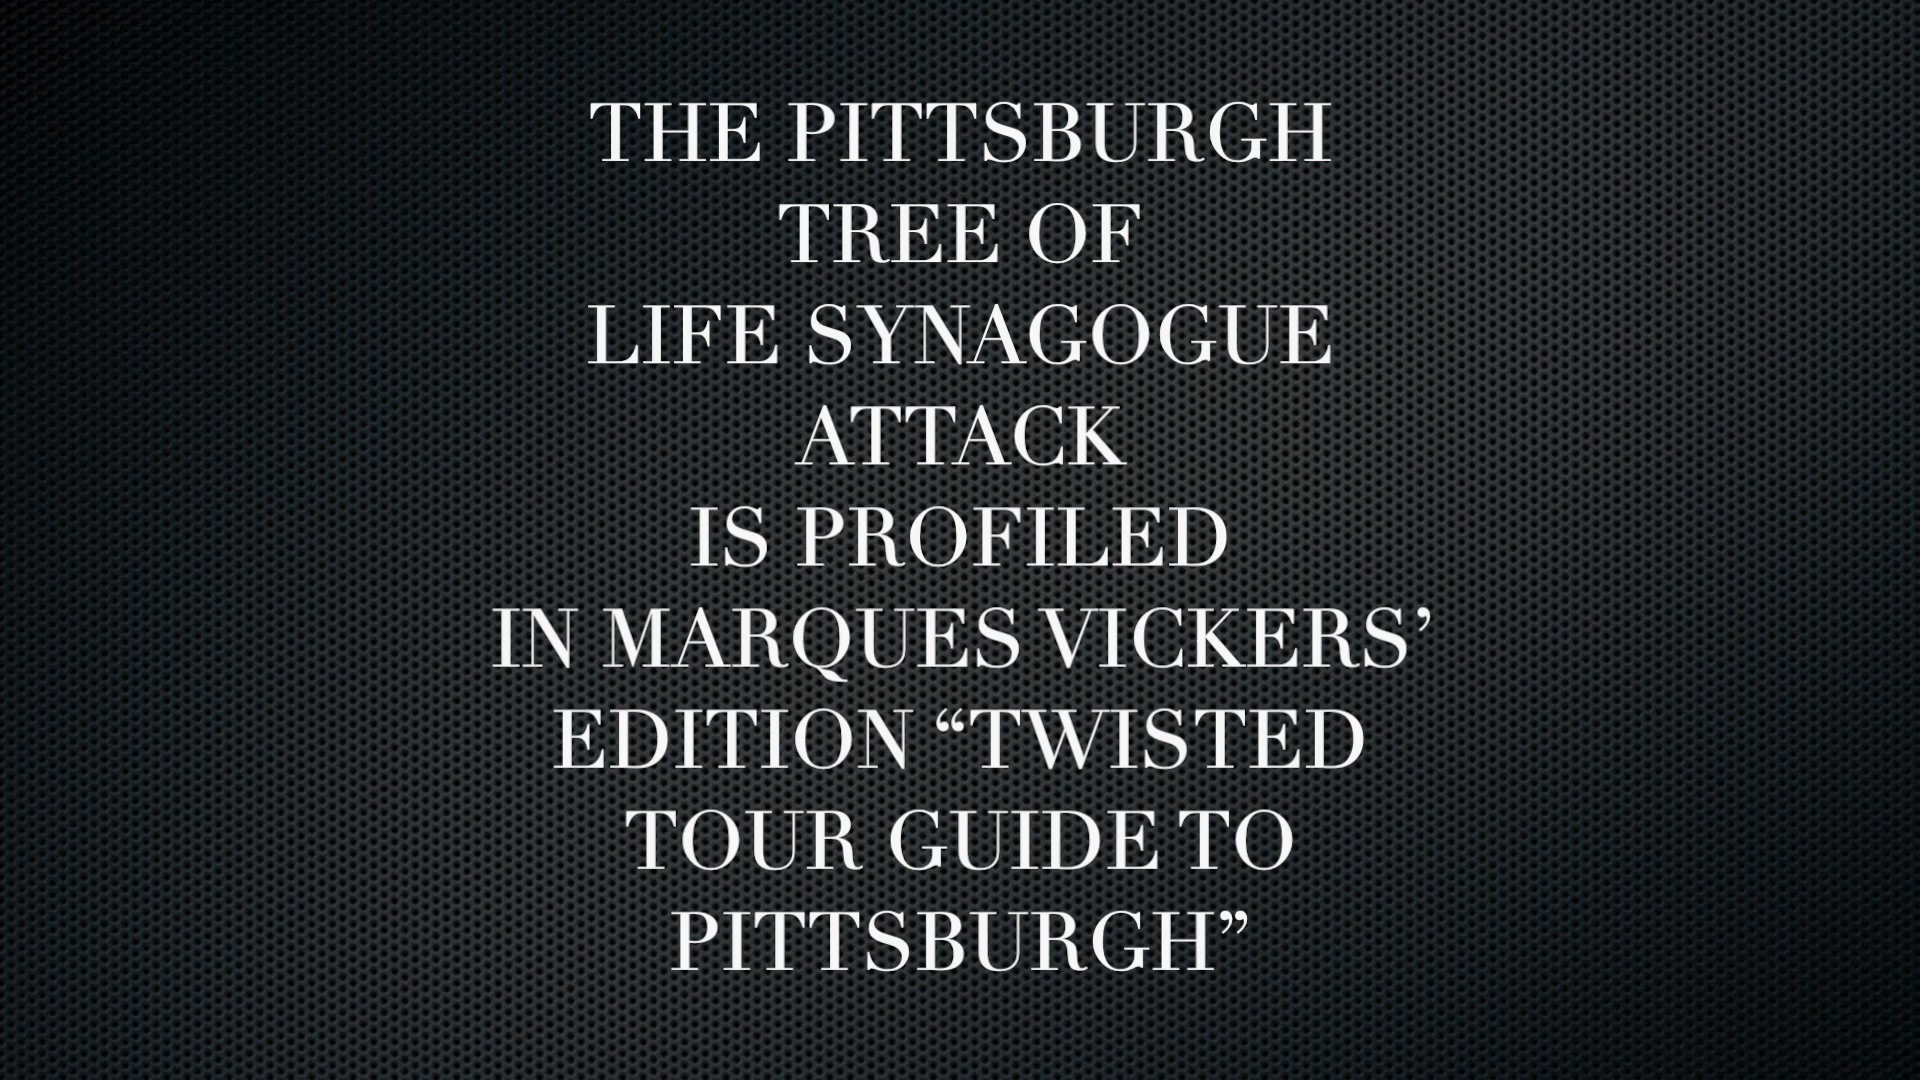 THE PITTSBURGH
TREE OF
LIFE SYNAGOGUE
ATTACK
IS PROFILED
IN MARQUES VICKERS’
EDITION “TWISTED
TOUR GUIDE TO
PITTSBURGH”